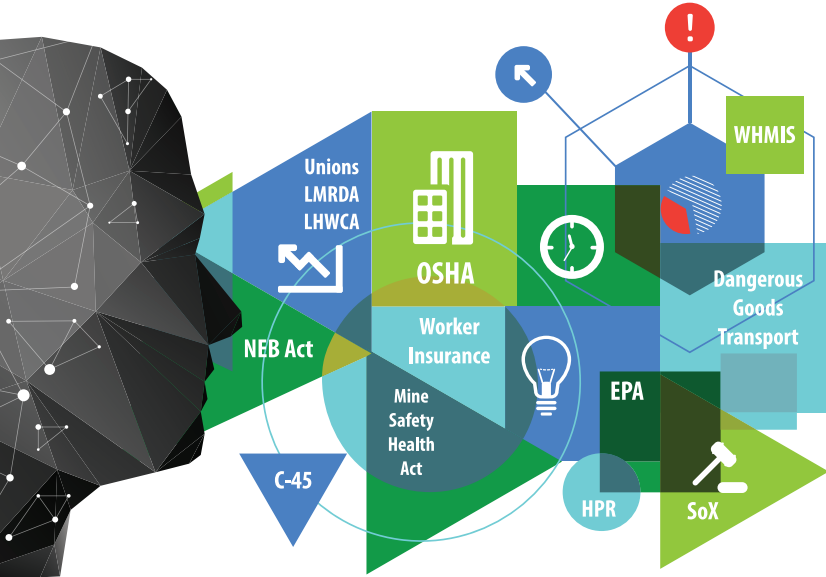 !
WHMIS
Unions
LMRDA
LHWCA
OSHA
Dangerous
Goods
Transport
NEB Act
Worker
Insurance
Mine
Safety
Health
Act
EPA
C-45
HPR
SoX